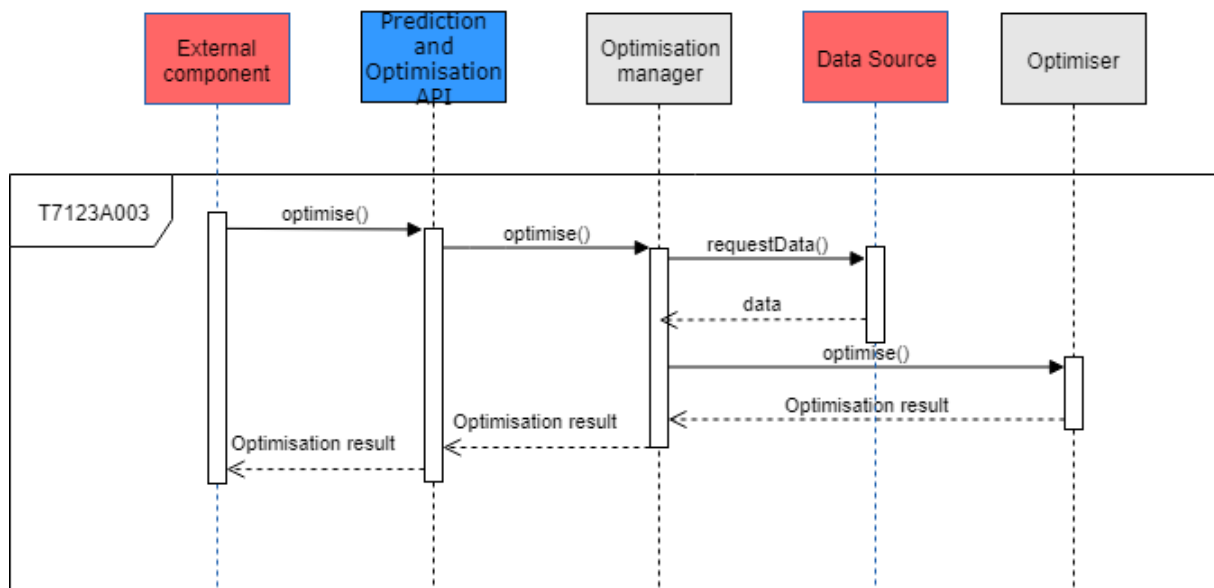 External
component
Prediction
and
Optimisation
API
Optimisation
manager
Data Source
Optimiser
T7123A003
optimise()
optimise()
requestData()
data
optimise()
Optimisation result
Optimisation result
Optimisation result